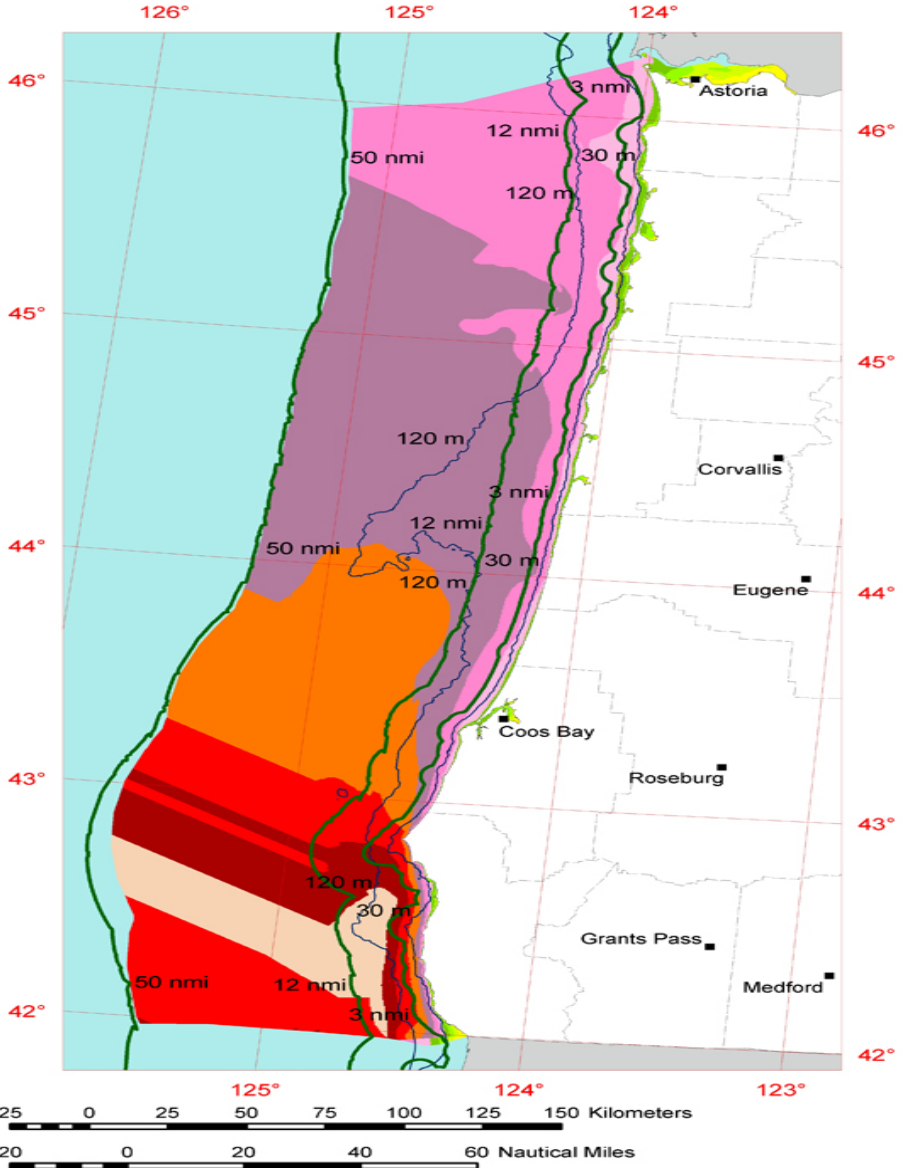 126° 125° 124°
46°
3 nmi
Astoria
12 nmi
46°
50 nmi
30 m
120 m
45°
45°
120 m
Corvallis
3 nmi
12 nmi
44°
50 nmi
30 m
120 m
Eugene
44°
Coos Bay
43°
Roseburg
43°
120 m
30 m
Grants Pass
50 nmi
12 nmi
Medford
42°
3 nmi
42°
125° 124° 123°
25 0 25 50 75 100 125 150 Kilometers
20 0 20 40 60 Nautical Miles